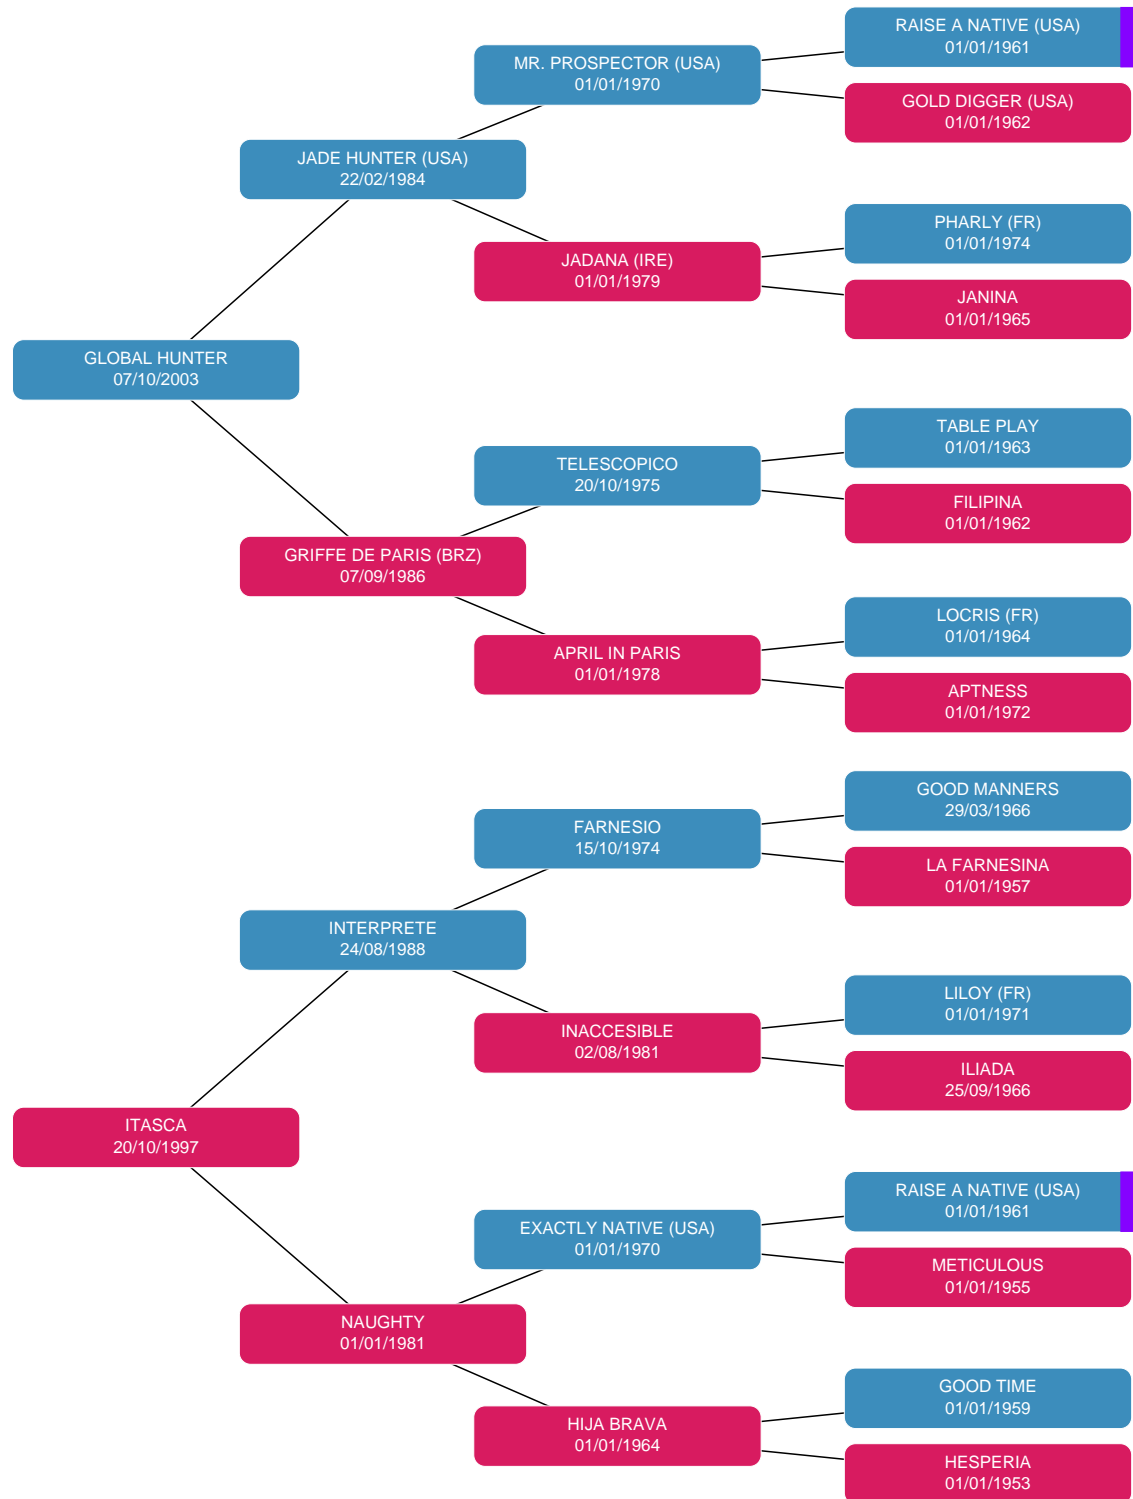 RAISE A NATIVE (USA)
01/01/1961
MR. PROSPECTOR (USA)
01/01/1970
GOLD DIGGER (USA)
01/01/1962
JADE HUNTER (USA)
22/02/1984
PHARLY (FR)
01/01/1974
JADANA (IRE)
01/01/1979
JANINA
01/01/1965
GLOBAL HUNTER
07/10/2003
TABLE PLAY
01/01/1963
TELESCOPICO
20/10/1975
FILIPINA
01/01/1962
GRIFFE DE PARIS (BRZ)
07/09/1986
LOCRIS (FR)
01/01/1964
APRIL IN PARIS
01/01/1978
APTNESS
01/01/1972
GOOD MANNERS
29/03/1966
FARNESIO
15/10/1974
LA FARNESINA
01/01/1957
INTERPRETE
24/08/1988
LILOY (FR)
01/01/1971
INACCESIBLE
02/08/1981
ILIADA
25/09/1966
ITASCA
20/10/1997
RAISE A NATIVE (USA)
01/01/1961
EXACTLY NATIVE (USA)
01/01/1970
METICULOUS
01/01/1955
NAUGHTY
01/01/1981
GOOD TIME
01/01/1959
HIJA BRAVA
01/01/1964
HESPERIA
01/01/1953